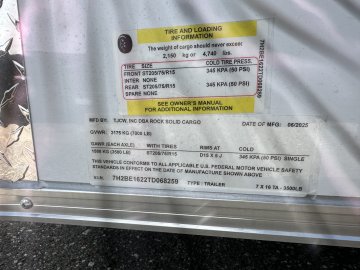 TIRE AND LOADING
INFORMATION
The weight of cargo should never exceed
2,150 kg or 4,740 lbs.
TIRE SIZE COLD TIRE PRESS.
FRONT ST205/75/R15 345 KPA (50 PSI)
INTER NONE
REAR ST205/75/R15 345 KPA (50 PSI)
SPARE NONE
SEE OWNER'S MANUAL
FOR ADDITIONAL INFORMATION
MFD BY: TJCW, INC DBA ROCK SOLID CARGO DATE OF MFG: 06/2025
GVWR: 3175 KG (7000 LB)
GAWR (EACH AXLE) WITH TIRES RIMS AT COLD
1588 KG (3500 LB) ST205/75/R15 D15 X 5 J 345 KPA (50 PSI) SINGLE
THIS VEHICLE CONFORMS TO ALL APPLICABLE U.S. FEDERAL MOTOR VEHICLE SAFETY
STANDARDS IN EFFECT ON THE DATE OF MANUFACTURE SHOWN ABOVE
V.I.N. 7H2BE1622TD068259 TYPE : TRAILER 7 X 16 TA - 3500LB
7H2BE1622TD068259